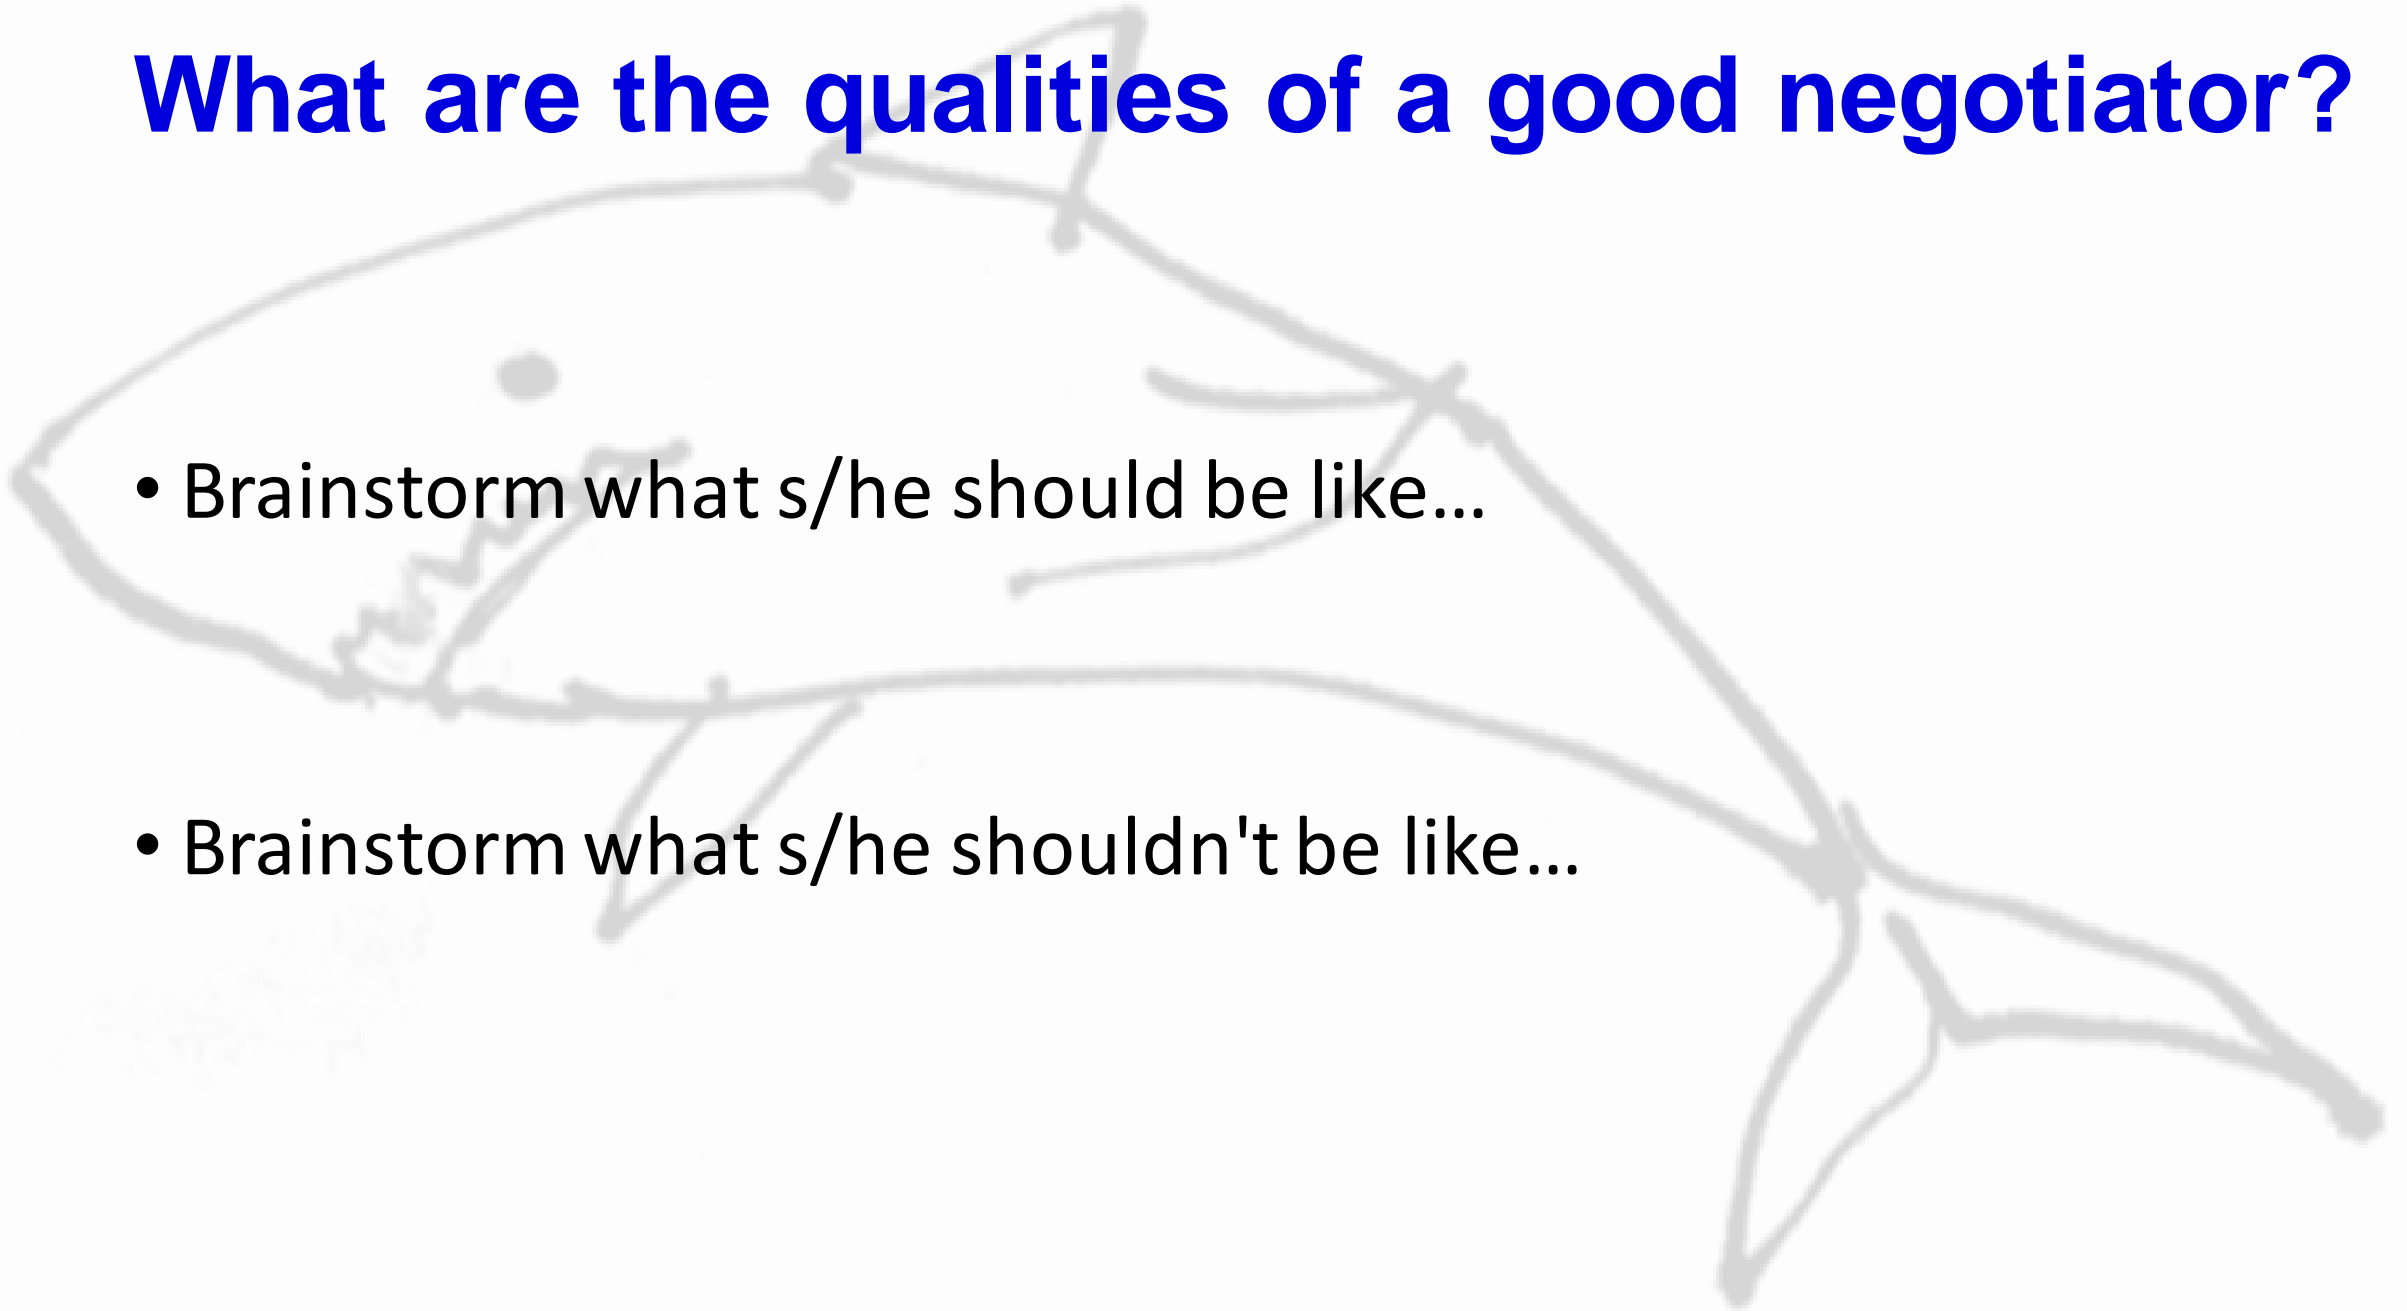 What are the qualities of a good negotiator?
• Brainstorm what s/he should be like…
• Brainstorm what s/he shouldn't be like…